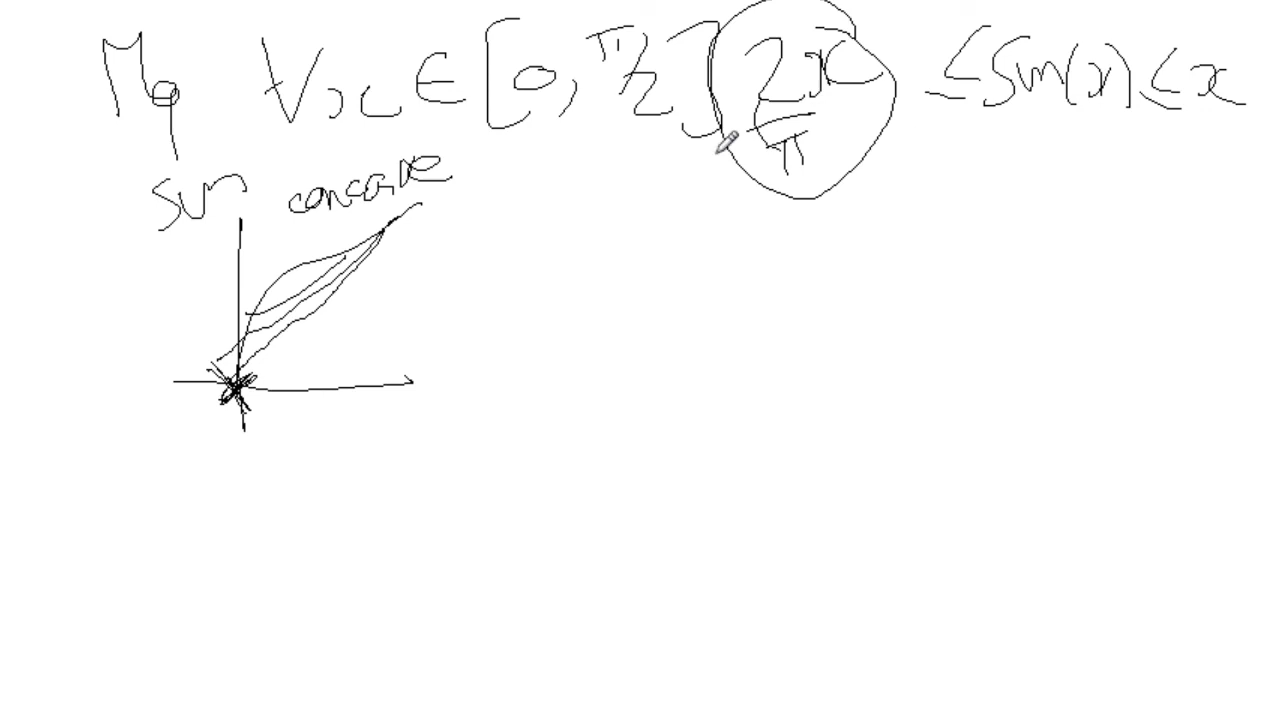 Mq ∀x ∈ [0, π/2] 2x/π ≤ sin(x) ≤ x
sin concave